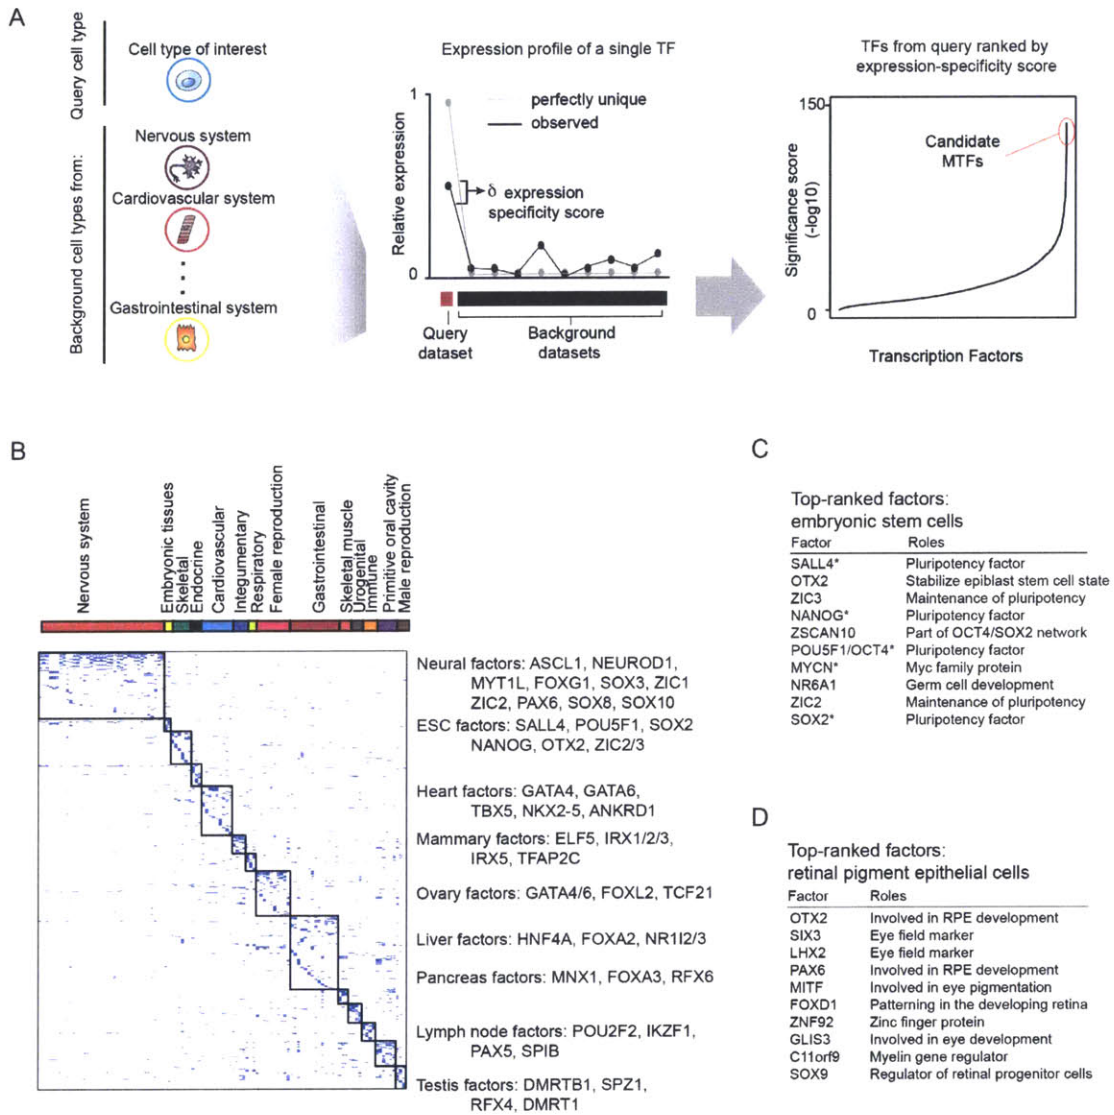 A
Query cell type
Cell type of interest
Background cell types from:
Nervous system
Cardiovascular system
Gastrointestinal system
Expression profile of a single TF
Relative expression
1
0
perfectly unique
observed
δ expression
specificity score
Query
dataset
Background
datasets
TFs from query ranked by
expression-specificity score
Significance score
(-log10)
150
0
Candidate
MTFs
Transcription Factors
B
Nervous system
Embryonic tissues
Skeletal
Endocrine
Cardiovascular
Integumentary
Respiratory
Female reproduction
Gastrointestinal
Skeletal muscle
Urogenital
Immune
Primitive oral cavity
Male reproduction
Neural factors: ASCL1, NEUROD1,
MYT1L, FOXG1, SOX3, ZIC1
ZIC2, PAX6, SOX8, SOX10
ESC factors: SALL4, POU5F1, SOX2
NANOG, OTX2, ZIC2/3
Heart factors: GATA4, GATA6,
TBX5, NKX2-5, ANKRD1
Mammary factors: ELF5, IRX1/2/3,
IRX5, TFAP2C
Ovary factors: GATA4/6, FOXL2, TCF21
Liver factors: HNF4A, FOXA2, NR1I2/3
Pancreas factors: MNX1, FOXA3, RFX6
Lymph node factors: POU2F2, IKZF1,
PAX5, SPIB
Testis factors: DMRTB1, SPZ1,
RFX4, DMRT1
C
Top-ranked factors:
embryonic stem cells
Factor Roles
SALL4* Pluripotency factor
OTX2 Stabilize epiblast stem cell state
ZIC3 Maintenance of pluripotency
NANOG* Pluripotency factor
ZSCAN10 Part of OCT4/SOX2 network
POU5F1/OCT4* Pluripotency factor
MYCN* Myc family protein
NR6A1 Germ cell development
ZIC2 Maintenance of pluripotency
SOX2* Pluripotency factor
D
Top-ranked factors:
retinal pigment epithelial cells
Factor Roles
OTX2 Involved in RPE development
SIX3 Eye field marker
LHX2 Eye field marker
PAX6 Involved in RPE development
MITF Involved in eye pigmentation
FOXD1 Patterning in the developing retina
ZNF92 Zinc finger protein
GLIS3 Involved in eye development
C11orf9 Myelin gene regulator
SOX9 Regulator of retinal progenitor cells